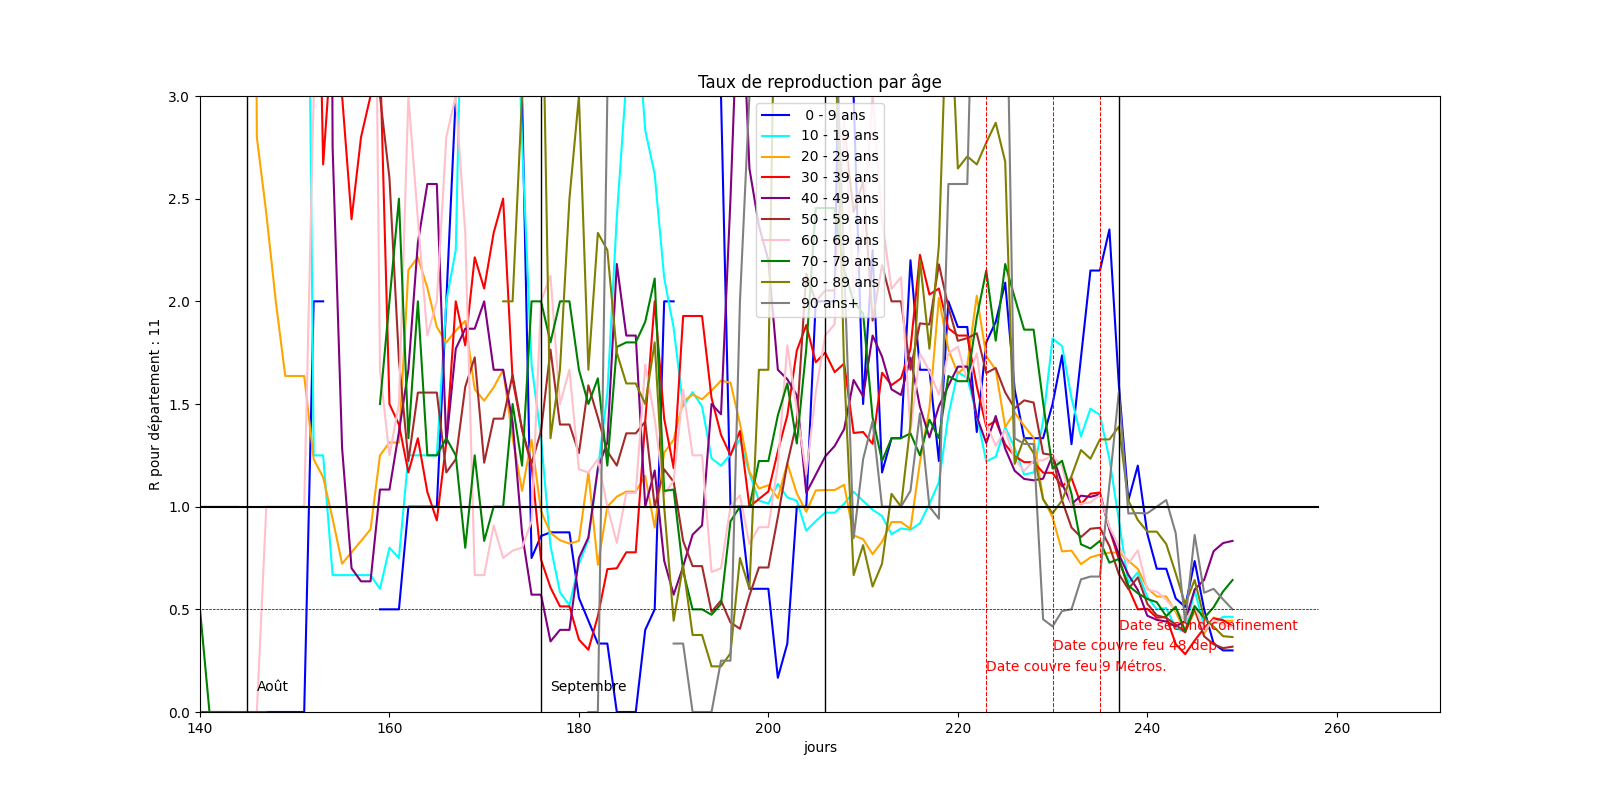 Taux de reproduction par âge
R pour département : 11
3.0
2.5
2.0
1.5
1.0
0.5
0.0
0 - 9 ans
10 - 19 ans
20 - 29 ans
30 - 39 ans
40 - 49 ans
50 - 59 ans
60 - 69 ans
70 - 79 ans
80 - 89 ans
90 ans+
Date second confinement
Date couvre feu 48 dep.
Date couvre feu 9 Métros.
Août
Septembre
140
160
180
200
220
240
260
jours